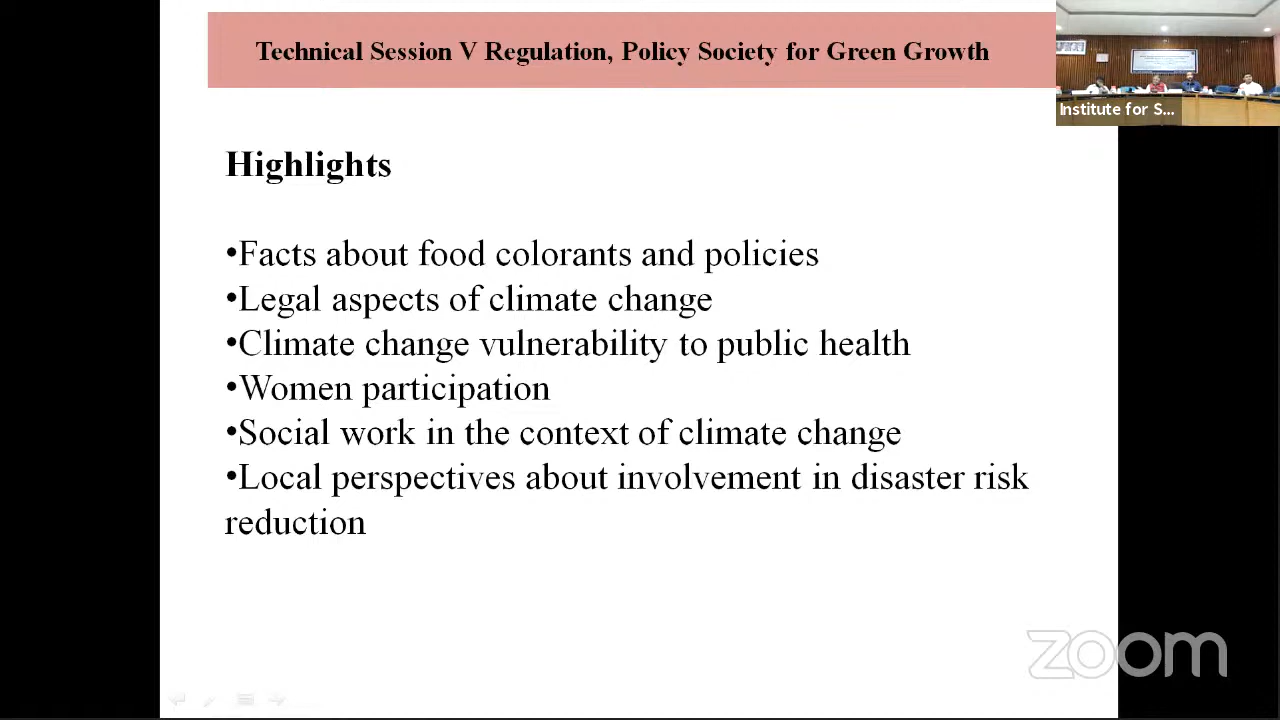 Technical Session V Regulation, Policy Society for Green Growth
Institute for S...
Highlights
•Facts about food colorants and policies
•Legal aspects of climate change
•Climate change vulnerability to public health
•Women participation
•Social work in the context of climate change
•Local perspectives about involvement in disaster risk
reduction
zoom